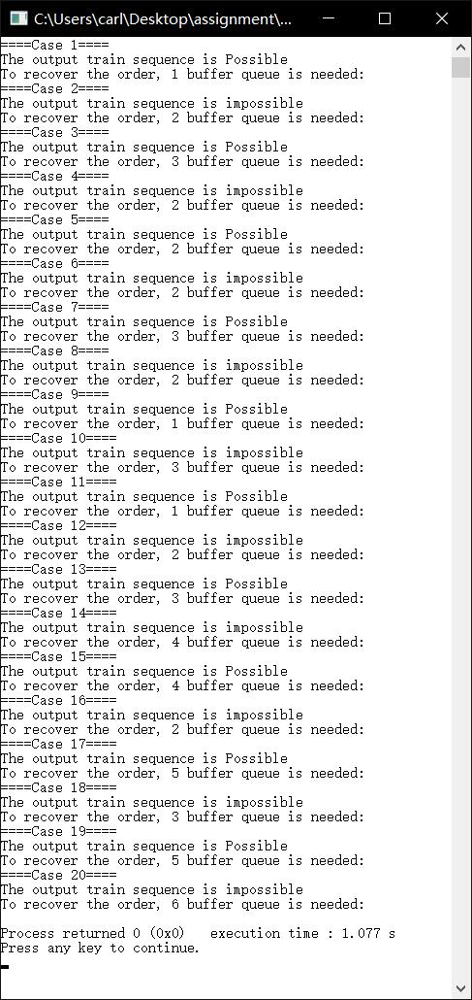 C:\Users\carl\Desktop\assignment\...
====Case 1====
The output train sequence is Possible
To recover the order, 1 buffer queue is needed:
====Case 2====
The output train sequence is impossible
To recover the order, 2 buffer queue is needed:
====Case 3====
The output train sequence is Possible
To recover the order, 3 buffer queue is needed:
====Case 4====
The output train sequence is impossible
To recover the order, 2 buffer queue is needed:
====Case 5====
The output train sequence is Possible
To recover the order, 2 buffer queue is needed:
====Case 6====
The output train sequence is impossible
To recover the order, 2 buffer queue is needed:
====Case 7====
The output train sequence is Possible
To recover the order, 3 buffer queue is needed:
====Case 8====
The output train sequence is impossible
To recover the order, 2 buffer queue is needed:
====Case 9====
The output train sequence is Possible
To recover the order, 1 buffer queue is needed:
====Case 10====
The output train sequence is impossible
To recover the order, 3 buffer queue is needed:
====Case 11====
The output train sequence is Possible
To recover the order, 1 buffer queue is needed:
====Case 12====
The output train sequence is impossible
To recover the order, 2 buffer queue is needed:
====Case 13====
The output train sequence is Possible
To recover the order, 3 buffer queue is needed:
====Case 14====
The output train sequence is impossible
To recover the order, 4 buffer queue is needed:
====Case 15====
The output train sequence is Possible
To recover the order, 4 buffer queue is needed:
====Case 16====
The output train sequence is impossible
To recover the order, 2 buffer queue is needed:
====Case 17====
The output train sequence is Possible
To recover the order, 5 buffer queue is needed:
====Case 18====
The output train sequence is impossible
To recover the order, 3 buffer queue is needed:
====Case 19====
The output train sequence is Possible
To recover the order, 5 buffer queue is needed:
====Case 20====
The output train sequence is impossible
To recover the order, 6 buffer queue is needed:
Process returned 0 (0x0)   execution time : 1.077 s
Press any key to continue.